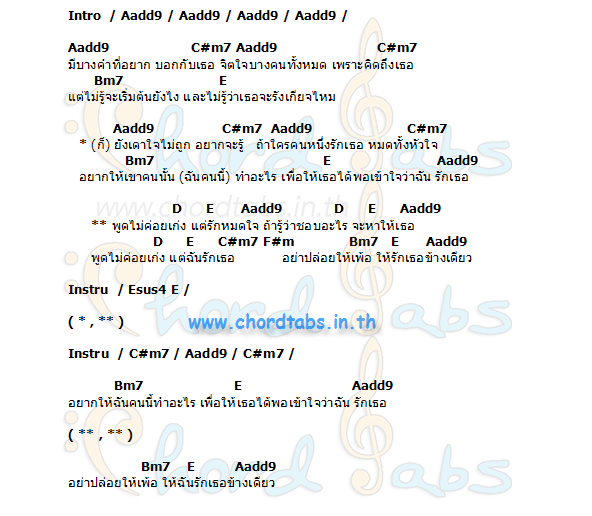 Intro / Aadd9 / Aadd9 / Aadd9 / Aadd9 /
Aadd9 C#m7 Aadd9 C#m7
มีบางคำที่อยาก บอกกับเธอ จิตใจบางคนทั้งหมด เพราะคิดถึงเธอ
Bm7 E
แต่ไม่รู้จะเริ่มต้นยังไง และไม่รู้ว่าเธอจะรังเกียจไหม
Aadd9 C#m7 Aadd9 C#m7
* (ก็) ยังเดาใจไม่ถูก อยากจะรู้ ถ้าใครคนหนึ่งรักเธอ หมดทั้งหัวใจ
Bm7 E Aadd9
อยากให้เขาคนนั้น (ฉันคนนี้) ทำอะไร เพื่อให้เธอได้พอเข้าใจว่าฉัน รักเธอ
www.chordtabs.in.th
D E Aadd9 D E Aadd9
** พูดไม่ค่อยเก่ง แต่รักหมดใจ ถ้ารู้ว่าชอบอะไร จะหาให้เธอ
D E C#m7 F#m Bm7 E Aadd9
พูดไม่ค่อยเก่ง แต่ฉันรักเธอ อย่าปล่อยให้เพ้อ ให้รักเธอข้างเดียว
Instru / Esus4 E /
( * , ** ) www.chordtabs.in.th
Instru / C#m7 / Aadd9 / C#m7 /
Bm7 E Aadd9
อยากให้ฉันคนนี้ทำอะไร เพื่อให้เธอได้พอเข้าใจว่าฉัน รักเธอ
( ** , ** )
Bm7 E Aadd9
อย่าปล่อยให้เพ้อ ให้ฉันรักเธอข้างเดียว